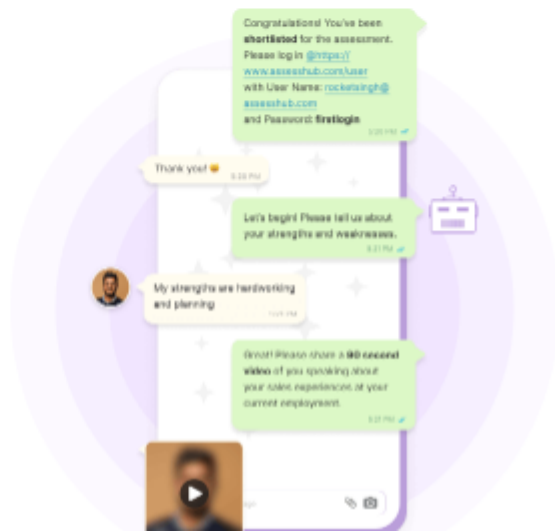 Congratulations! You've been
shortlisted for the assessment.
Please log in @https://
www.assesshub.com/user
with User Name: rocketsingh@
assesshub.com
and Password: firstlogin
Thank you! 😀
Let's begin! Please tell us about
your strengths and weaknesses.
My strengths are hardworking
and planning
Great! Please share a 90 second
video of you speaking about
your sales experiences at your
current employment.